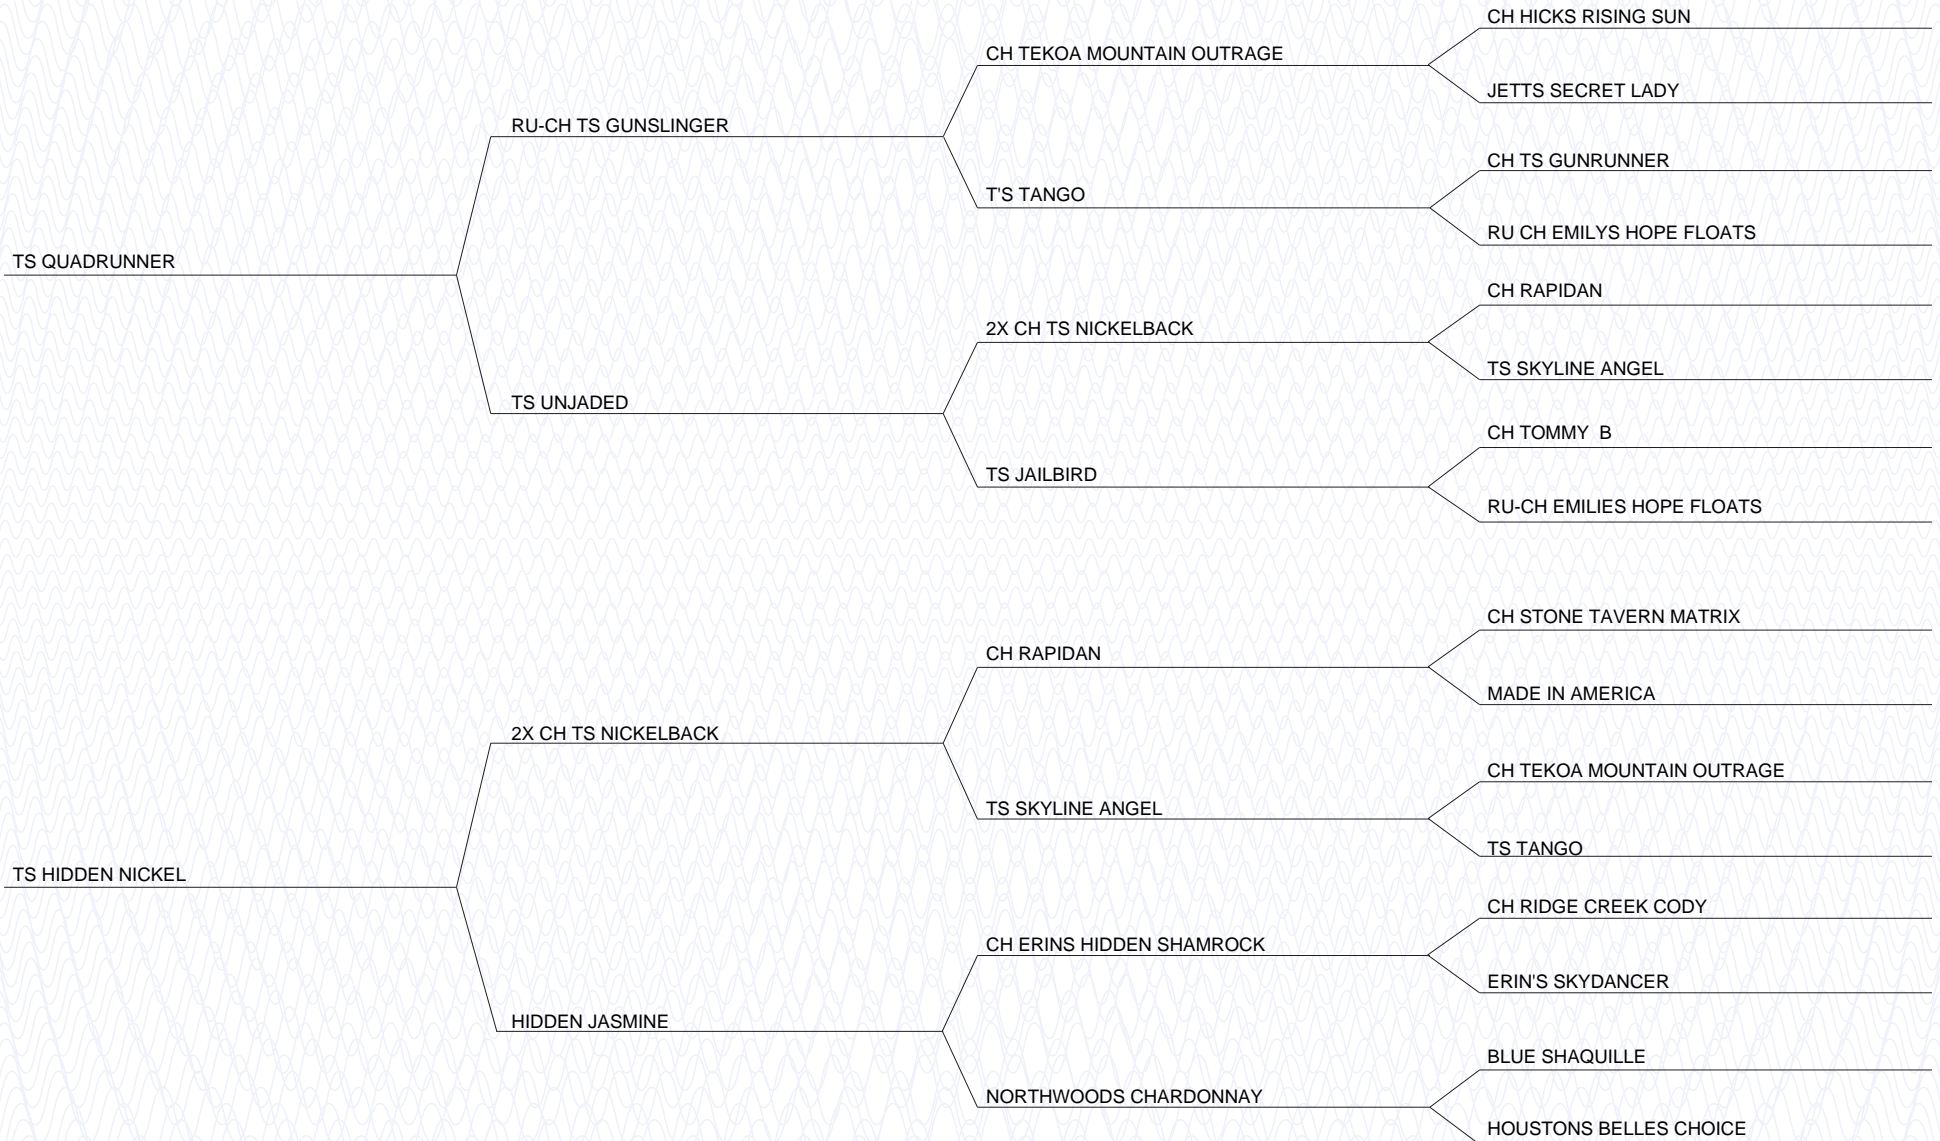 CH HICKS RISING SUN
CH TEKOA MOUNTAIN OUTRAGE
JETTS SECRET LADY
RU-CH TS GUNSLINGER
CH TS GUNRUNNER
T'S TANGO
RU CH EMILYS HOPE FLOATS
TS QUADRUNNER
CH RAPIDAN
2X CH TS NICKELBACK
TS SKYLINE ANGEL
TS UNJADED
CH TOMMY  B
TS JAILBIRD
RU-CH EMILIES HOPE FLOATS
CH STONE TAVERN MATRIX
CH RAPIDAN
MADE IN AMERICA
2X CH TS NICKELBACK
CH TEKOA MOUNTAIN OUTRAGE
TS SKYLINE ANGEL
TS TANGO
TS HIDDEN NICKEL
CH RIDGE CREEK CODY
CH ERINS HIDDEN SHAMROCK
ERIN'S SKYDANCER
HIDDEN JASMINE
BLUE SHAQUILLE
NORTHWOODS CHARDONNAY
HOUSTONS BELLES CHOICE